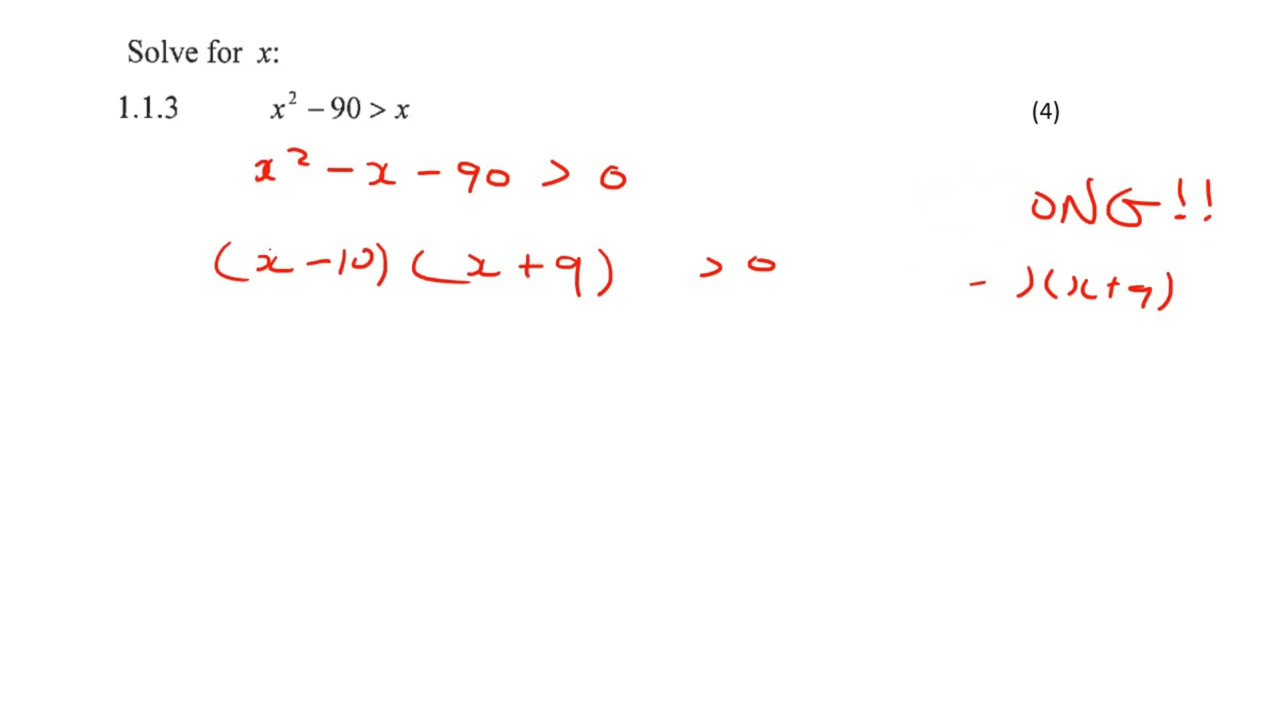 Solve for x:
1.1.3 x² − 90 > x (4)
x² − x − 90 > 0
ONG!!
(x − 10)(x + 9) > 0
- )(x+9)